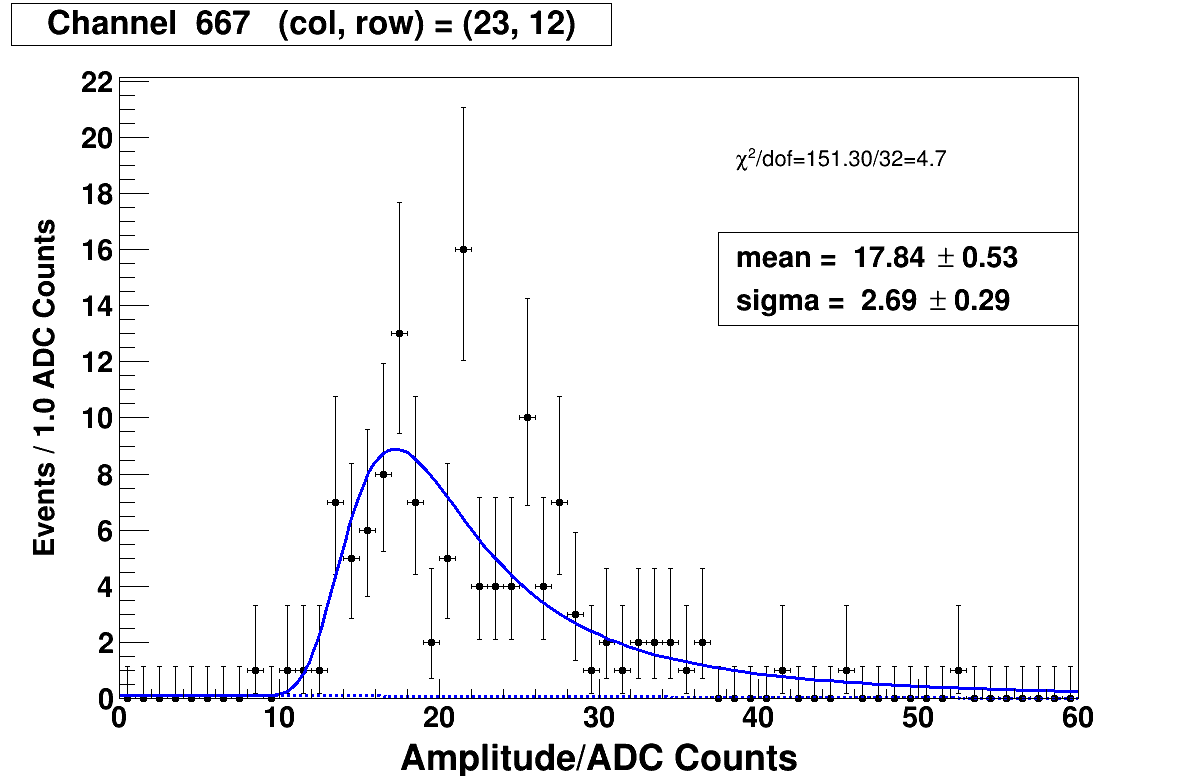 Channel  667   (col, row) = (23, 12)
22
20
18
16
14
12
10
8
6
4
2
0
Events / 1.0 ADC Counts
χ²/dof=151.30/32=4.7
mean =  17.84 ± 0.53
sigma =  2.69 ± 0.29
0 10 20 30 40 50 60
Amplitude/ADC Counts